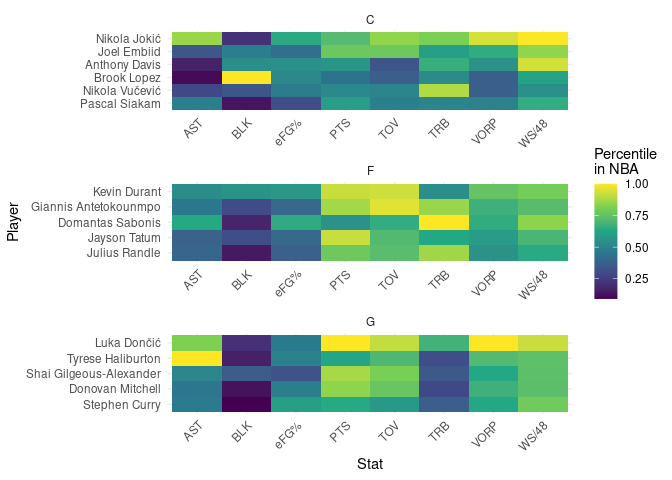 C
Nikola Jokić
Joel Embiid
Anthony Davis
Brook Lopez
Nikola Vučević
Pascal Siakam
AST BLK eFG% PTS TOV TRB VORP WS/48
F
Kevin Durant
Giannis Antetokounmpo
Domantas Sabonis
Jayson Tatum
Julius Randle
AST BLK eFG% PTS TOV TRB VORP WS/48
G
Luka Dončić
Tyrese Haliburton
Shai Gilgeous-Alexander
Donovan Mitchell
Stephen Curry
AST BLK eFG% PTS TOV TRB VORP WS/48
Stat
Player
Percentile
in NBA
1.00
0.75
0.50
0.25